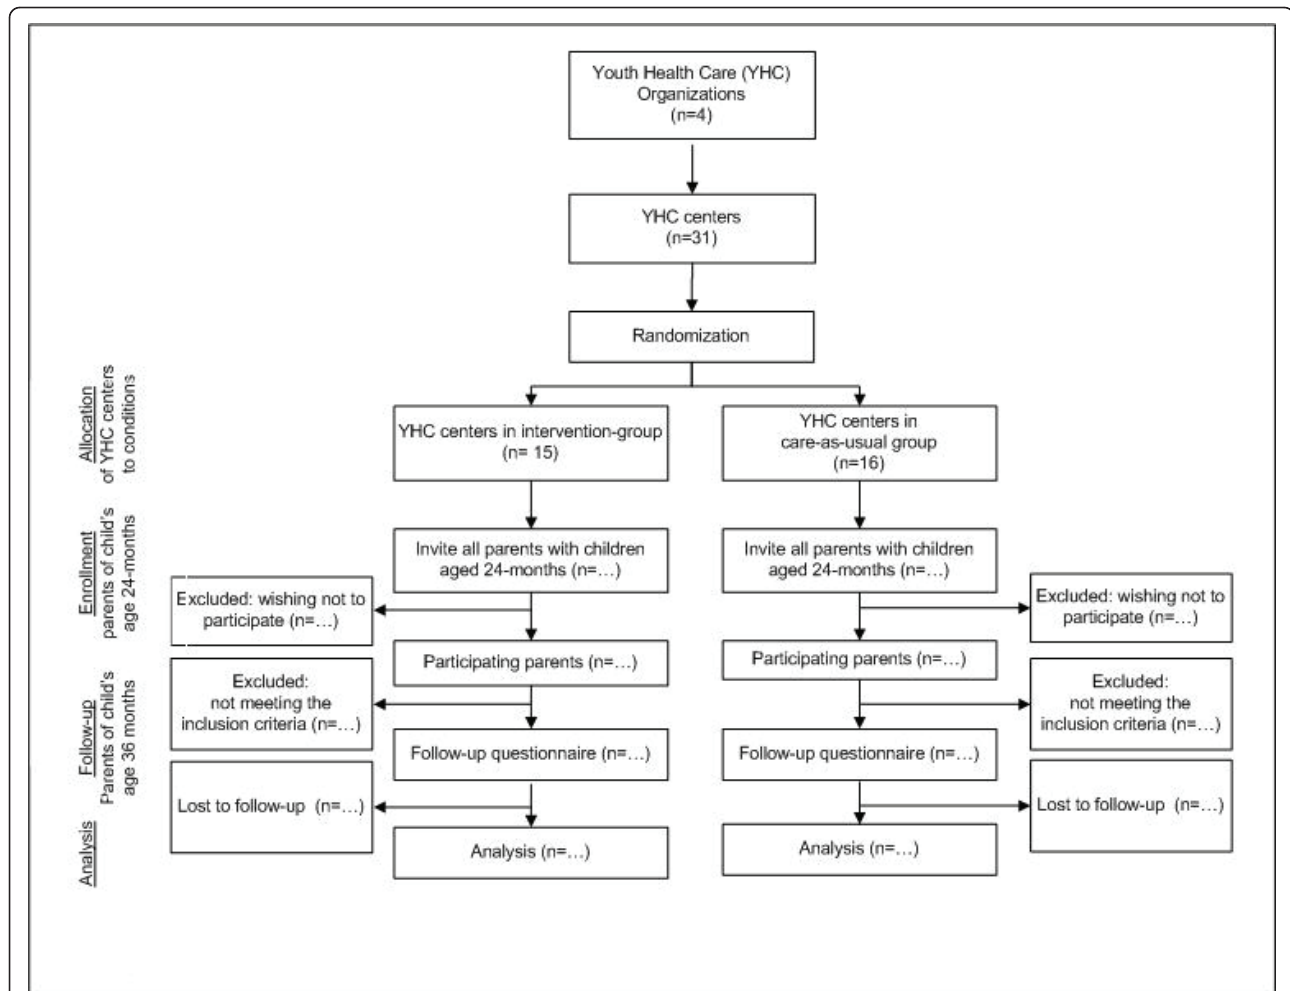 Youth Health Care (YHC)
Organizations
(n=4)
YHC centers
(n=31)
Randomization
Allocation
of YHC centers
to conditions
YHC centers in intervention-group
(n= 15)
YHC centers in
care-as-usual group
(n=16)
Enrollment
parents of child's
age 24-months
Invite all parents with children
aged 24-months (n=…)
Invite all parents with children
aged 24-months (n=…)
Excluded: wishing not to
participate (n=…)
Excluded: wishing not to
participate (n=…)
Participating parents (n=…)
Participating parents (n=…)
Follow-up
Parents of child's
age 36 months
Excluded:
not meeting the
inclusion criteria (n=…)
Excluded:
not meeting the
inclusion criteria (n=…)
Follow-up questionnaire (n=…)
Follow-up questionnaire (n=…)
Lost to follow-up (n=…)
Lost to follow-up (n=…)
Analysis
Analysis (n=…)
Analysis (n=…)